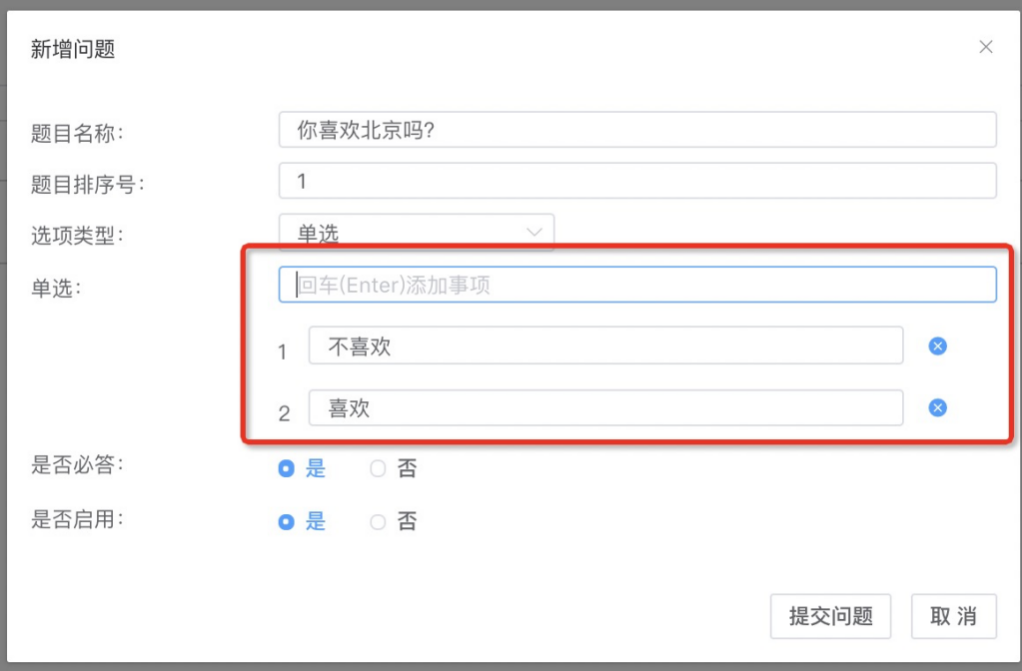 新增问题
题目名称: 你喜欢北京吗?
题目排序号: 1
选项类型: 单选
单选: 回车(Enter)添加事项
1 不喜欢
2 喜欢
是否必答: 是 否
是否启用: 是 否
提交问题 取 消